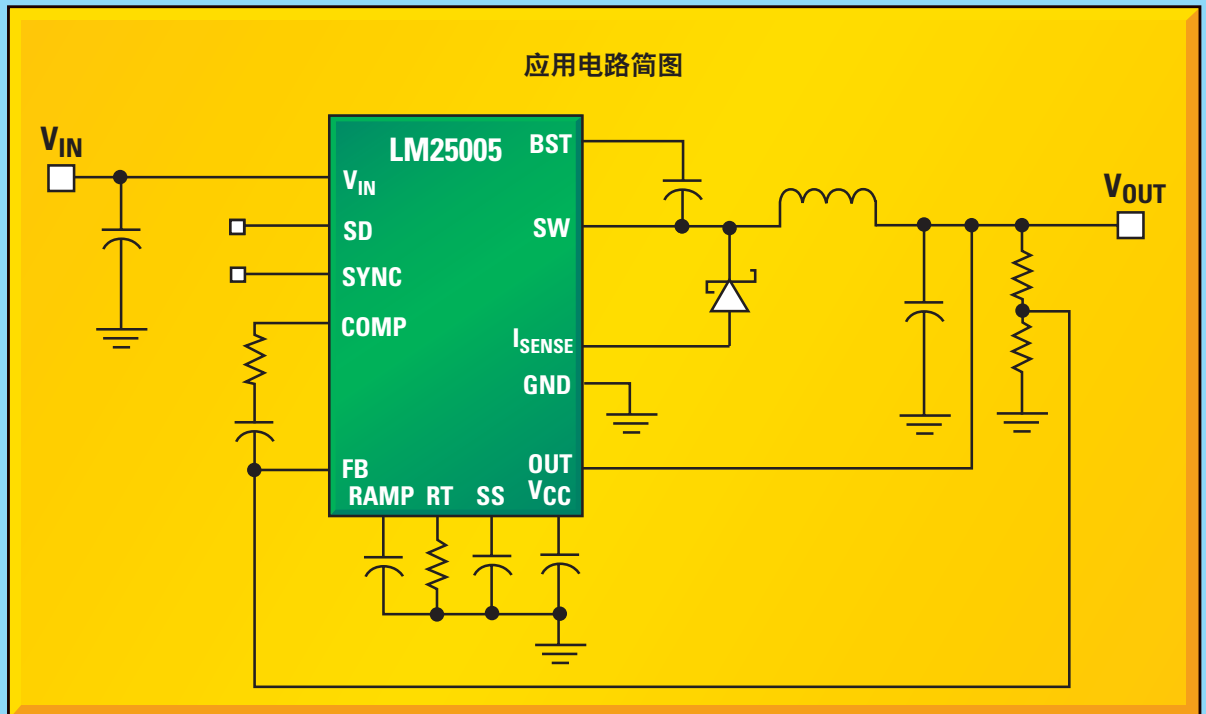 应用电路简图
VIN
LM25005
BST
VIN
VOUT
SD
SW
SYNC
COMP
ISENSE
GND
FB
OUT
RAMP RT SS VCC